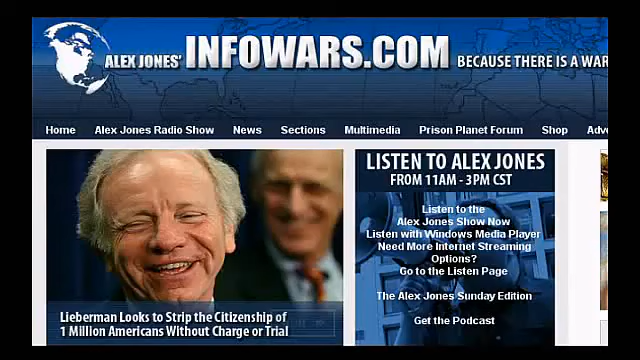 ALEX JONES' INFOWARS.COM BECAUSE THERE IS A WAR
Home Alex Jones Radio Show News Sections Multimedia Prison Planet Forum Shop Adve
LISTEN TO ALEX JONES
FROM 11AM - 3PM CST
Listen to the
Alex Jones Show Now
Listen with Windows Media Player
Need More Internet Streaming
Options?
Go to the Listen Page
The Alex Jones Sunday Edition
Get the Podcast
Lieberman Looks to Strip the Citizenship of
1 Million Americans Without Charge or Trial